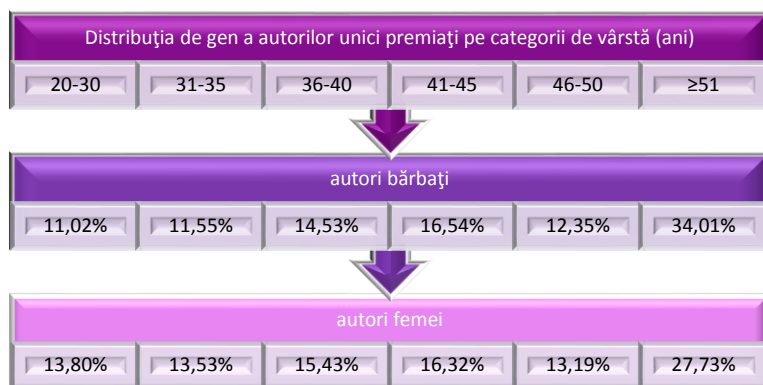 Distribuţia de gen a autorilor unici premiaţi pe categorii de vârstă (ani)
20-30 31-35 36-40 41-45 46-50 ≥51
autori bărbaţi
11,02% 11,55% 14,53% 16,54% 12,35% 34,01%
autori femei
13,80% 13,53% 15,43% 16,32% 13,19% 27,73%